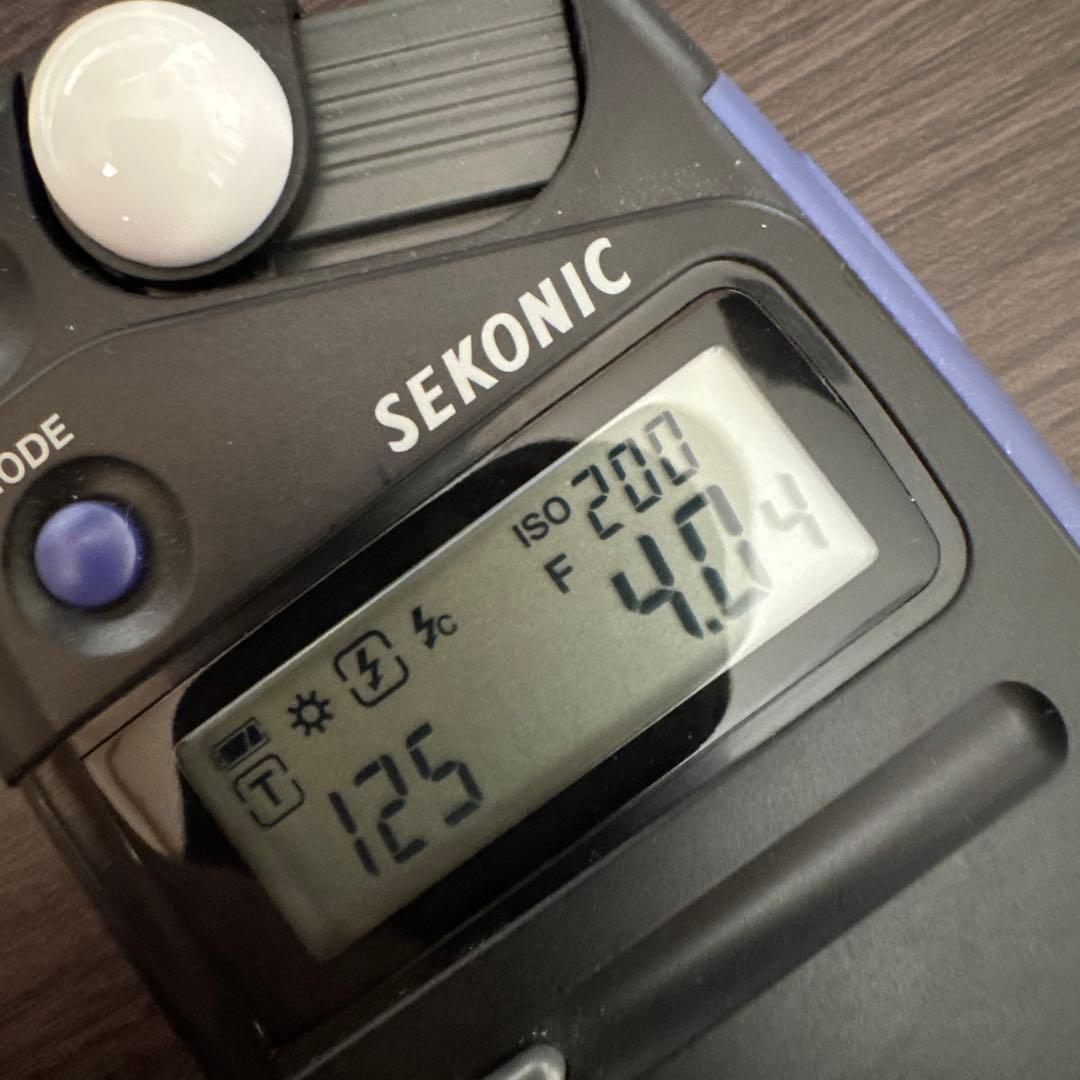 SEKONIC
ODE
ISO 200
F 4.0 4
C
T 125